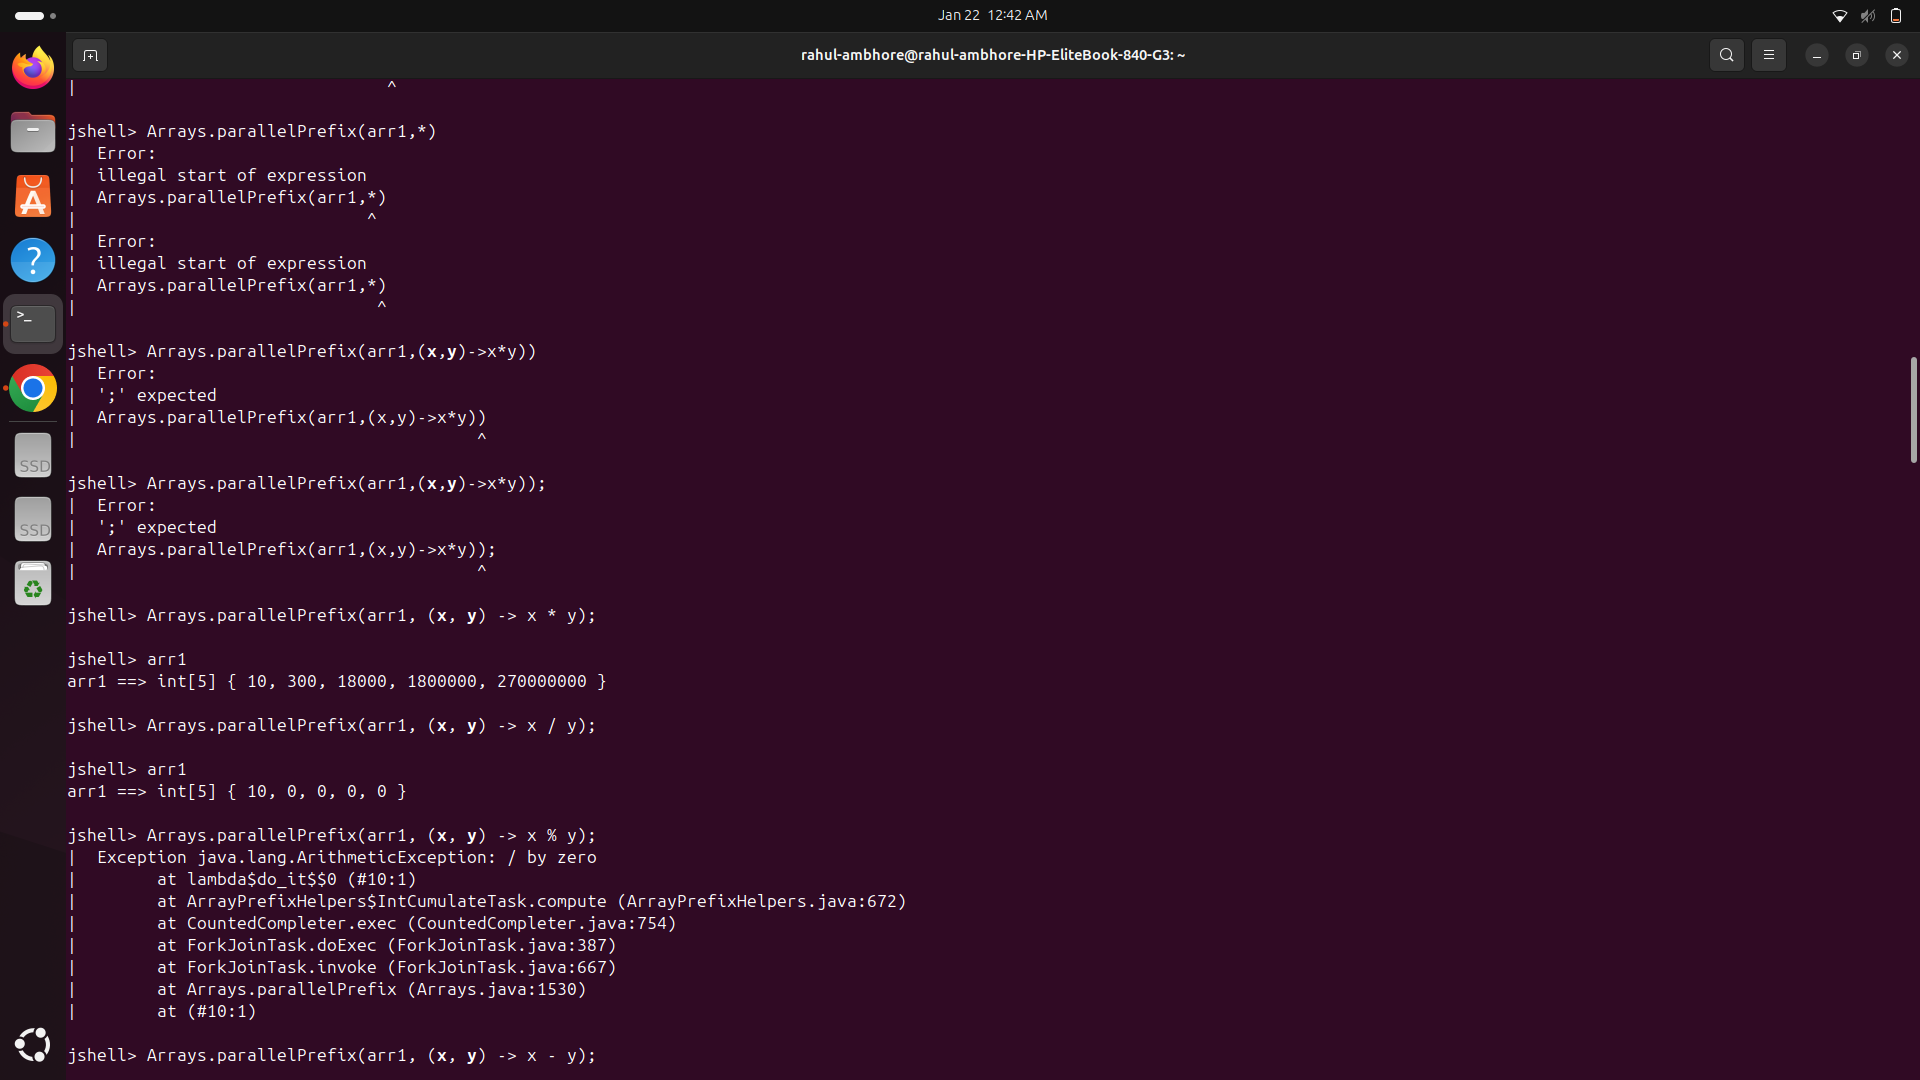 Jan 22 12:42 AM
rahul-ambhore@rahul-ambhore-HP-EliteBook-840-G3: ~
|                                ^
jshell> Arrays.parallelPrefix(arr1,*)
|  Error:
|  illegal start of expression
|  Arrays.parallelPrefix(arr1,*)
|                              ^
|  Error:
|  illegal start of expression
|  Arrays.parallelPrefix(arr1,*)
|                               ^
jshell> Arrays.parallelPrefix(arr1,(x,y)->x*y))
|  Error:
|  ';' expected
|  Arrays.parallelPrefix(arr1,(x,y)->x*y))
|                                         ^
jshell> Arrays.parallelPrefix(arr1,(x,y)->x*y));
|  Error:
|  ';' expected
|  Arrays.parallelPrefix(arr1,(x,y)->x*y));
|                                         ^
jshell> Arrays.parallelPrefix(arr1, (x, y) -> x * y);
jshell> arr1
arr1 ==> int[5] { 10, 300, 18000, 1800000, 270000000 }
jshell> Arrays.parallelPrefix(arr1, (x, y) -> x / y);
jshell> arr1
arr1 ==> int[5] { 10, 0, 0, 0, 0 }
jshell> Arrays.parallelPrefix(arr1, (x, y) -> x % y);
|  Exception java.lang.ArithmeticException: / by zero
|        at lambda$do_it$$0 (#10:1)
|        at ArrayPrefixHelpers$IntCumulateTask.compute (ArrayPrefixHelpers.java:672)
|        at CountedCompleter.exec (CountedCompleter.java:754)
|        at ForkJoinTask.doExec (ForkJoinTask.java:387)
|        at ForkJoinTask.invoke (ForkJoinTask.java:667)
|        at Arrays.parallelPrefix (Arrays.java:1530)
|        at (#10:1)
jshell> Arrays.parallelPrefix(arr1, (x, y) -> x - y);
SSD
SSD